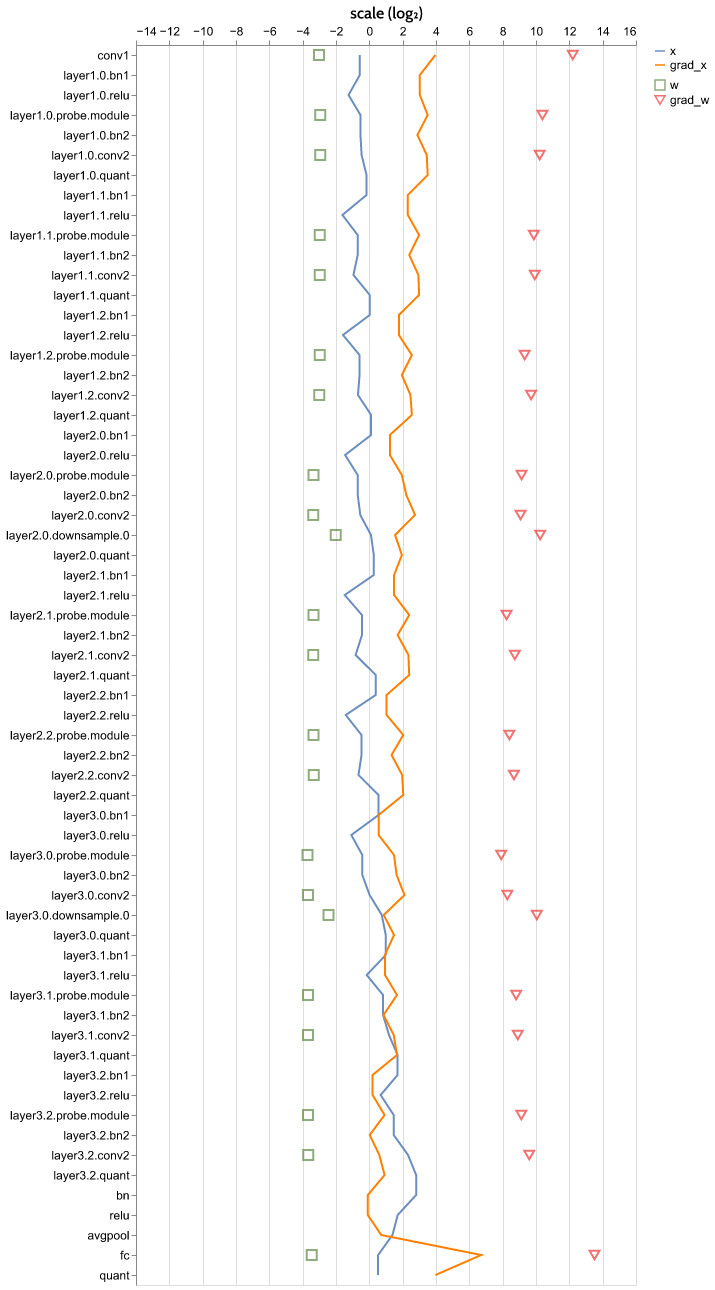 scale (log₂)
−14 −12 −10 −8 −6 −4 −2 0 2 4 6 8 10 12 14 16
conv1
layer1.0.bn1
layer1.0.relu
layer1.0.probe.module
layer1.0.bn2
layer1.0.conv2
layer1.0.quant
layer1.1.bn1
layer1.1.relu
layer1.1.probe.module
layer1.1.bn2
layer1.1.conv2
layer1.1.quant
layer1.2.bn1
layer1.2.relu
layer1.2.probe.module
layer1.2.bn2
layer1.2.conv2
layer1.2.quant
layer2.0.bn1
layer2.0.relu
layer2.0.probe.module
layer2.0.bn2
layer2.0.conv2
layer2.0.downsample.0
layer2.0.quant
layer2.1.bn1
layer2.1.relu
layer2.1.probe.module
layer2.1.bn2
layer2.1.conv2
layer2.1.quant
layer2.2.bn1
layer2.2.relu
layer2.2.probe.module
layer2.2.bn2
layer2.2.conv2
layer2.2.quant
layer3.0.bn1
layer3.0.relu
layer3.0.probe.module
layer3.0.bn2
layer3.0.conv2
layer3.0.downsample.0
layer3.0.quant
layer3.1.bn1
layer3.1.relu
layer3.1.probe.module
layer3.1.bn2
layer3.1.conv2
layer3.1.quant
layer3.2.bn1
layer3.2.relu
layer3.2.probe.module
layer3.2.bn2
layer3.2.conv2
layer3.2.quant
bn
relu
avgpool
fc
quant
x
grad_x
w
grad_w